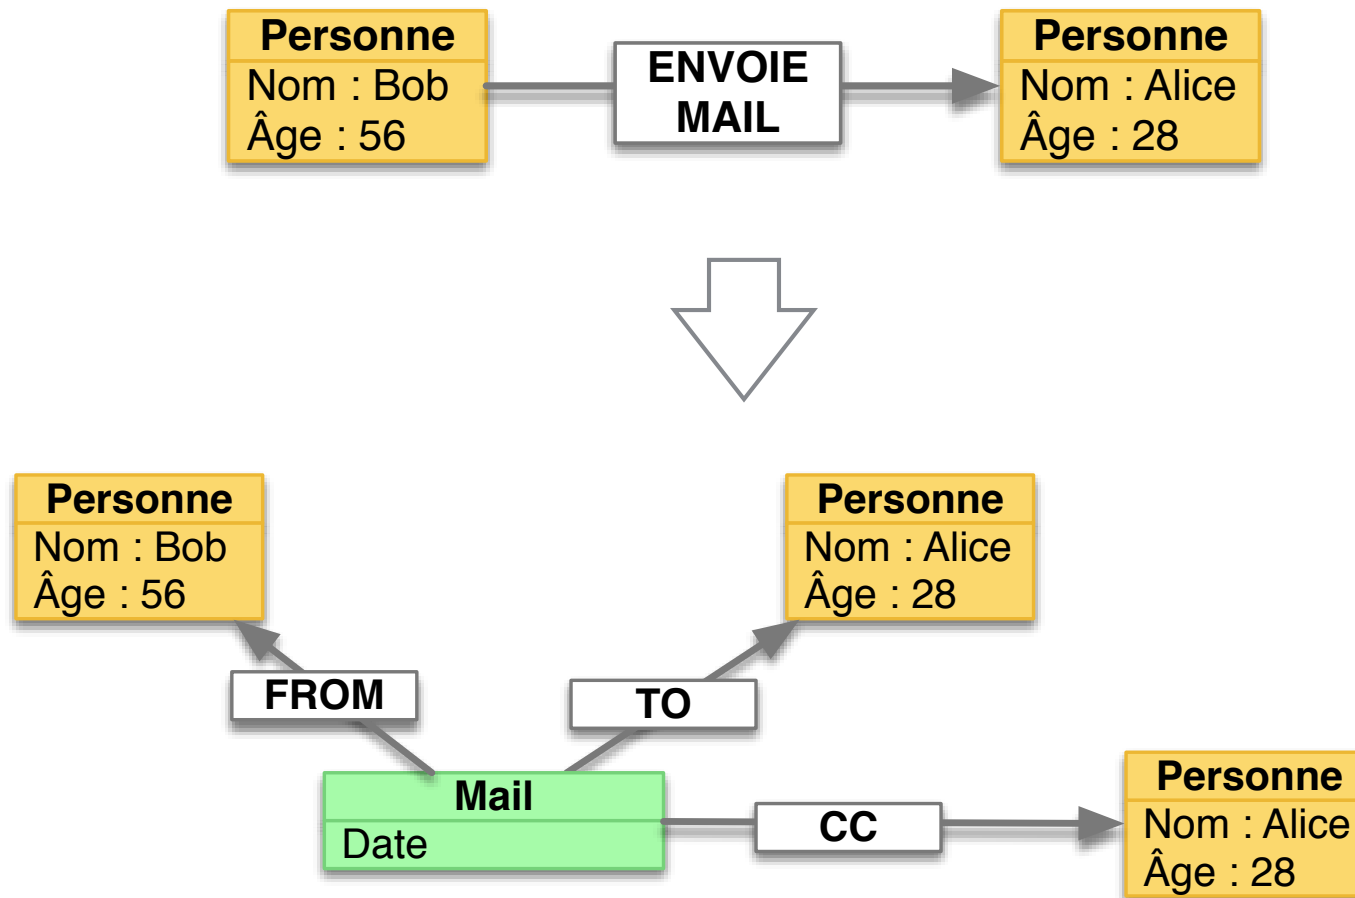 Personne
Nom : Bob
Âge : 56
ENVOIE
MAIL
Personne
Nom : Alice
Âge : 28
Personne
Nom : Bob
Âge : 56
Personne
Nom : Alice
Âge : 28
FROM
TO
Mail
Date
CC
Personne
Nom : Alice
Âge : 28